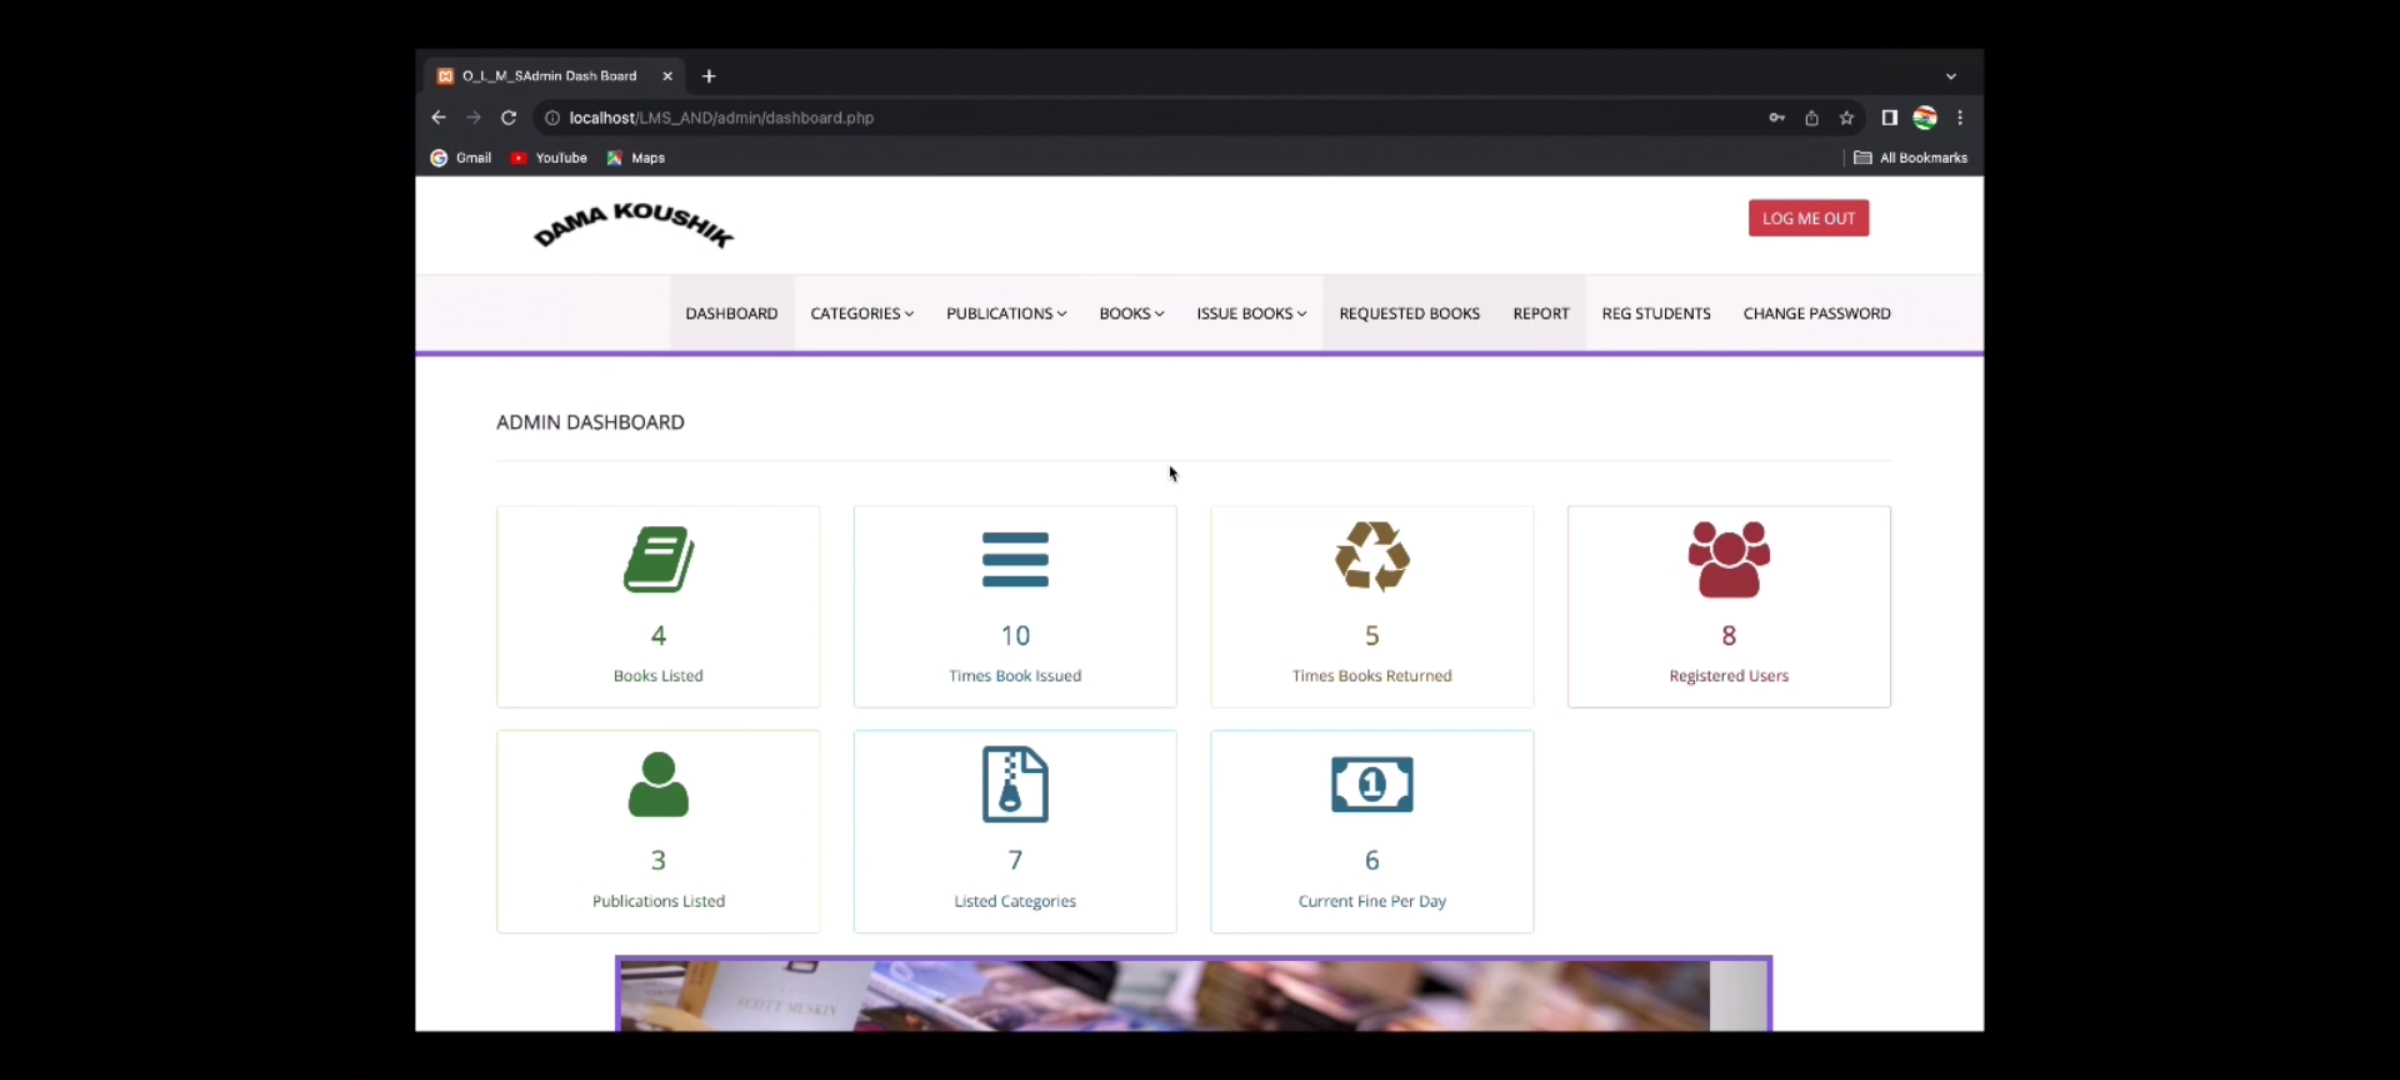 O_L_M_SAdmin Dash Board
localhost/LMS_AND/admin/dashboard.php
Gmail YouTube Maps All Bookmarks
DAMA KOUSHIK
LOG ME OUT
DASHBOARD CATEGORIES PUBLICATIONS BOOKS ISSUE BOOKS REQUESTED BOOKS REPORT REG STUDENTS CHANGE PASSWORD
ADMIN DASHBOARD
4 10 5 8
Books Listed Times Book Issued Times Books Returned Registered Users
1
3 7 6
Publications Listed Listed Categories Current Fine Per Day
SCOTT MUSKIN